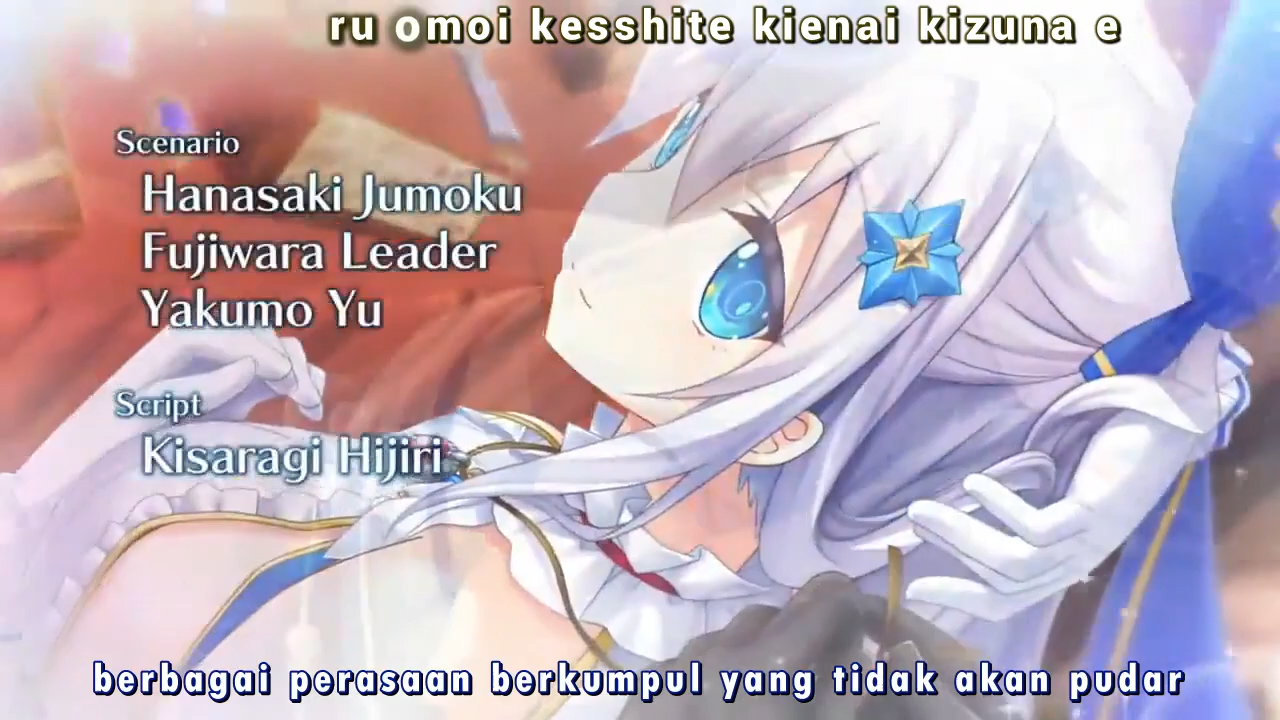 ru omoi kesshite kienai kizuna e
Scenario
Hanasaki Jumoku
Fujiwara Leader
Yakumo Yu
Script
Kisaragi Hijiri
berbagai perasaan berkumpul yang tidak akan pudar